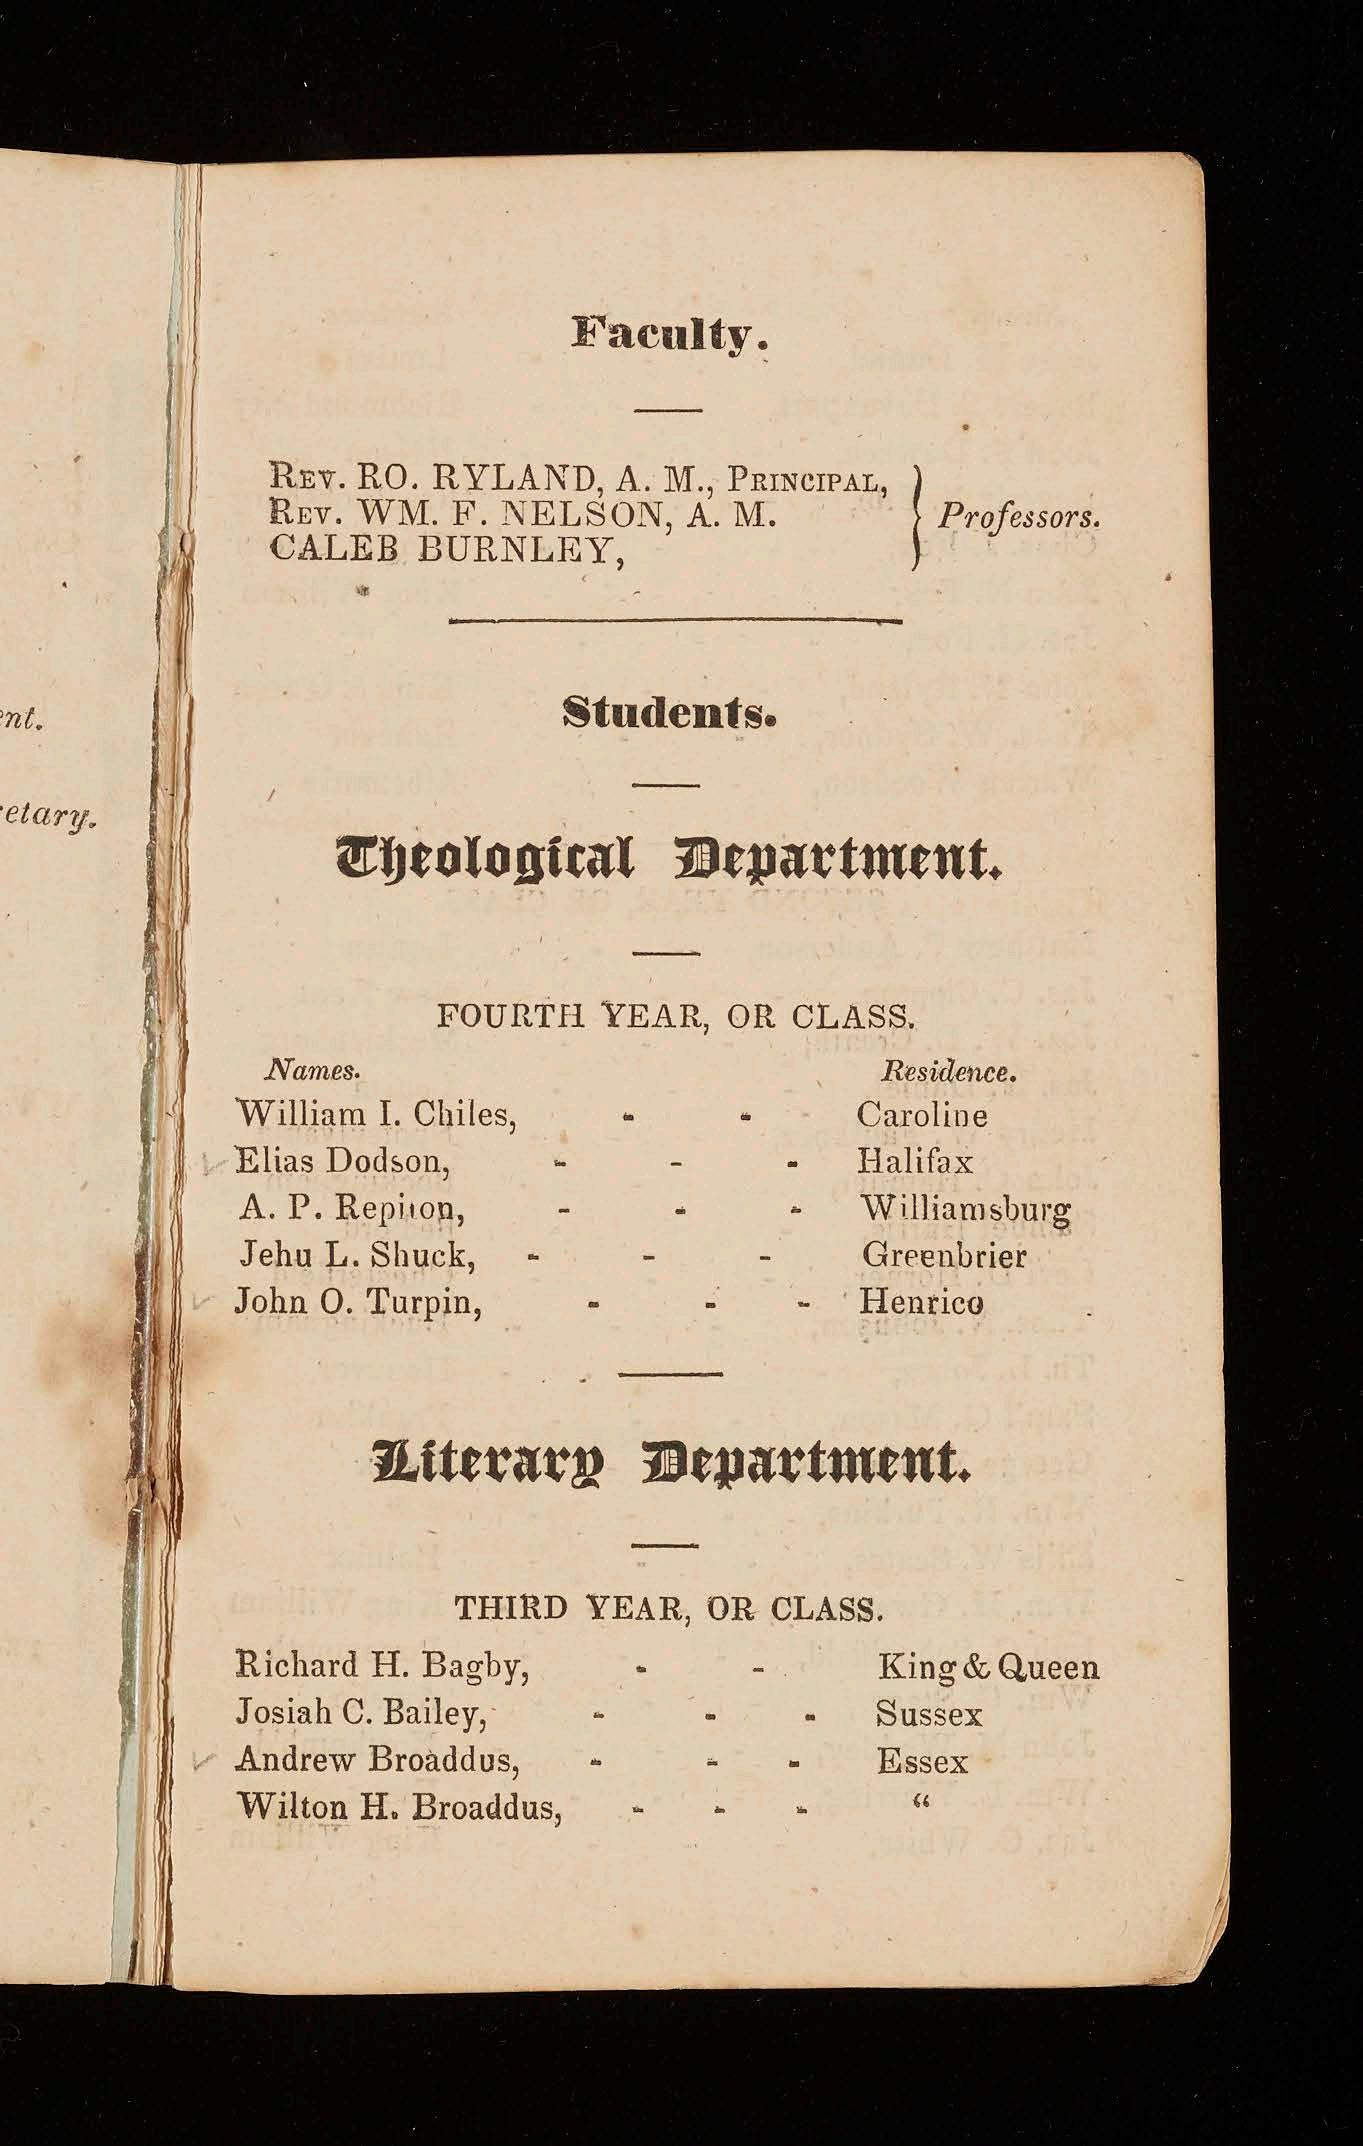 Faculty.
REV. RO. RYLAND, A. M., PRINCIPAL,
REV. WM. F. NELSON, A. M.
CALEB BURNLEY,
} Professors.
Students.
Theological Department.
FOURTH YEAR, OR CLASS.
Names. Residence.
William I. Chiles, - - Caroline
Elias Dodson, - - - Halifax
A. P. Repiton, - - - Williamsburg
Jehu L. Shuck, - - - Greenbrier
John O. Turpin, - - - Henrico
Literary Department.
THIRD YEAR, OR CLASS.
Richard H. Bagby, - - King & Queen
Josiah C. Bailey, - - - Sussex
Andrew Broaddus, - - - Essex
Wilton H. Broaddus, - - - “